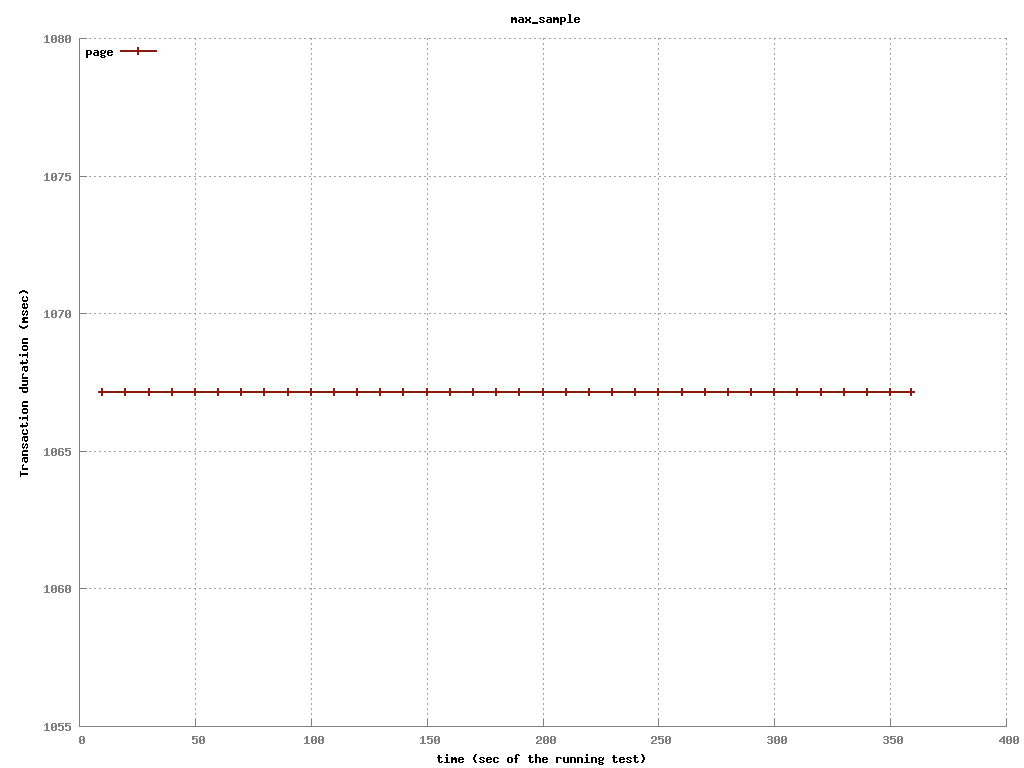 max_sample
1080
page
1075
1070
Transaction duration (msec)
1065
1060
1055
0 50 100 150 200 250 300 350 400
time (sec of the running test)